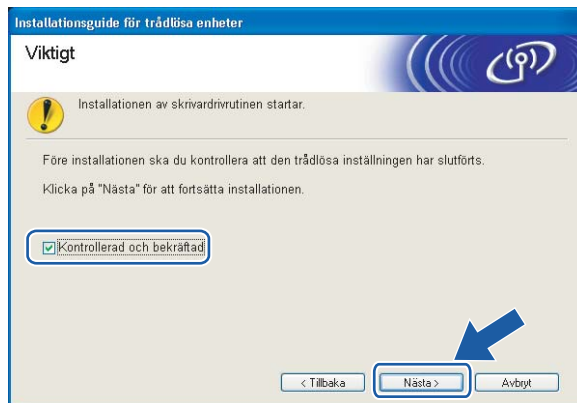 Installationsguide för trådlösa enheter
Viktigt
Installationen av skrivardrivrutinen startar.
Före installationen ska du kontrollera att den trådlösa inställningen har slutförts.
Klicka på "Nästa" för att fortsätta installationen.
Kontrollerad och bekräftad
< Tillbaka
Nästa >
Avbryt